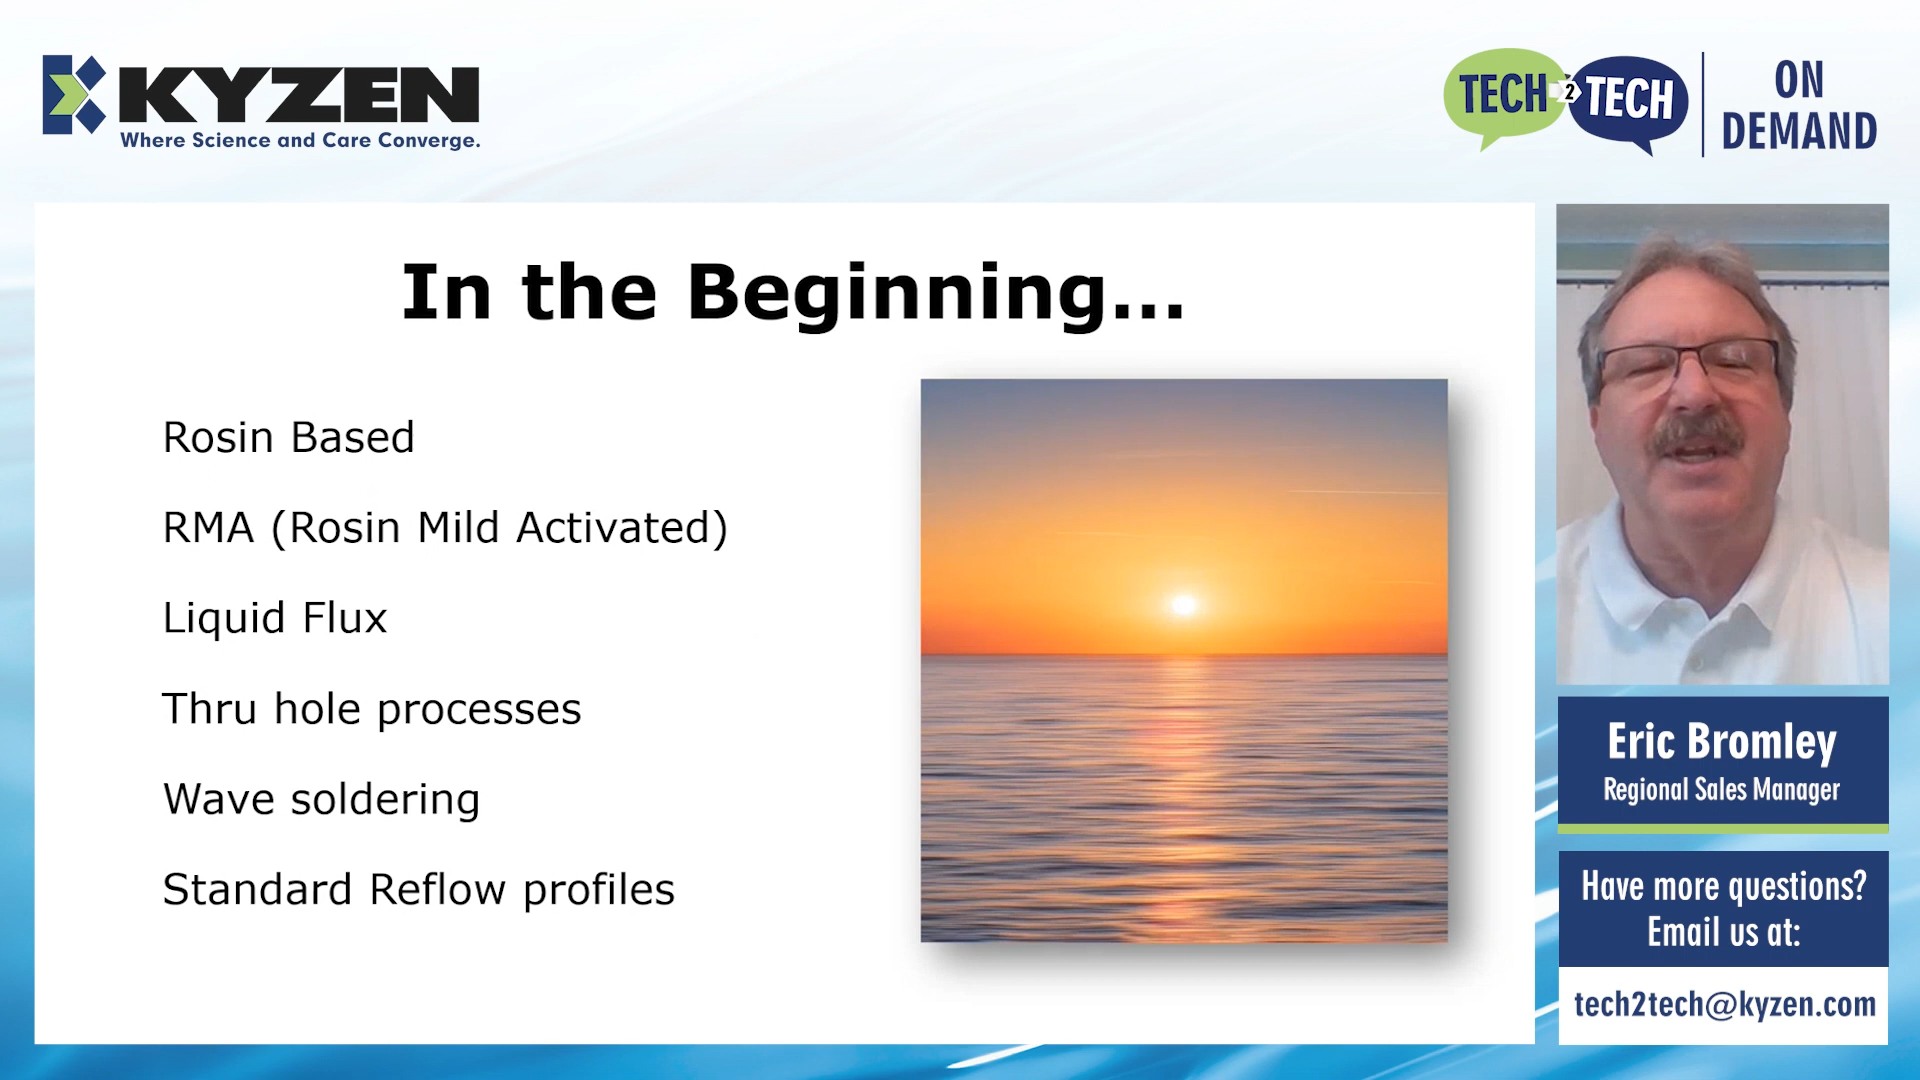 KYZEN
Where Science and Care Converge.
TECH 2 TECH
ON
DEMAND
In the Beginning...
Rosin Based
RMA (Rosin Mild Activated)
Liquid Flux
Thru hole processes
Wave soldering
Standard Reflow profiles
Eric Bromley
Regional Sales Manager
Have more questions?
Email us at:
tech2tech@kyzen.com